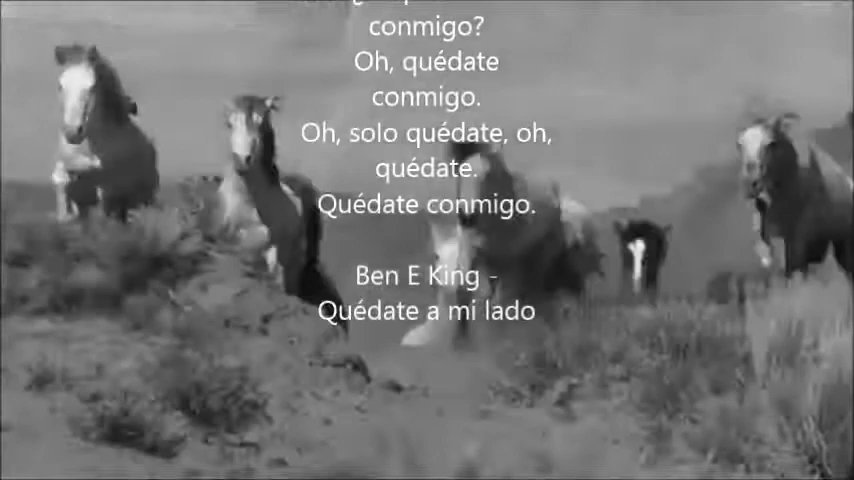 conmigo?
Oh, quédate
conmigo.
Oh, solo quédate, oh,
quédate.
Quédate conmigo.
Ben E King -
Quédate a mi lado